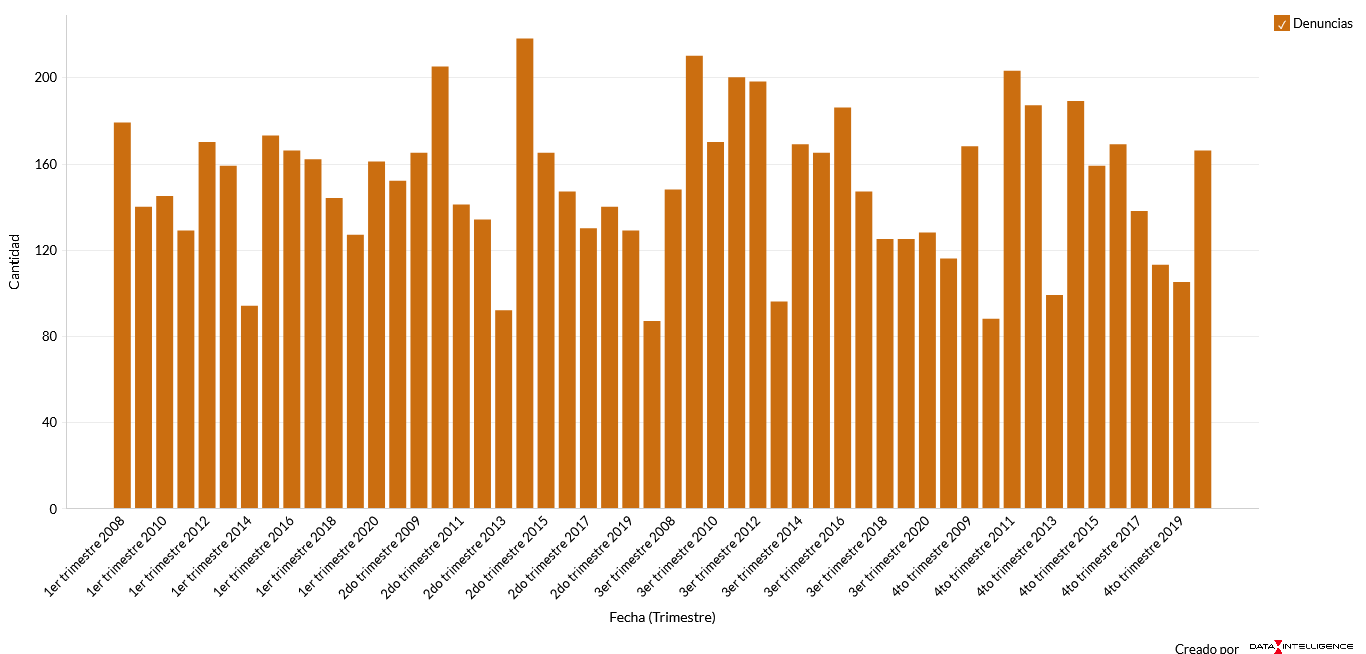 ✓ Denuncias
200
160
120
80
40
0
Cantidad
1er trimestre 2008
1er trimestre 2010
1er trimestre 2012
1er trimestre 2014
1er trimestre 2016
1er trimestre 2018
1er trimestre 2020
2do trimestre 2009
2do trimestre 2011
2do trimestre 2013
2do trimestre 2015
2do trimestre 2017
2do trimestre 2019
3er trimestre 2008
3er trimestre 2010
3er trimestre 2012
3er trimestre 2014
3er trimestre 2016
3er trimestre 2018
3er trimestre 2020
4to trimestre 2009
4to trimestre 2011
4to trimestre 2013
4to trimestre 2015
4to trimestre 2017
4to trimestre 2019
Fecha (Trimestre)
Creado por DATA INTELLIGENCE